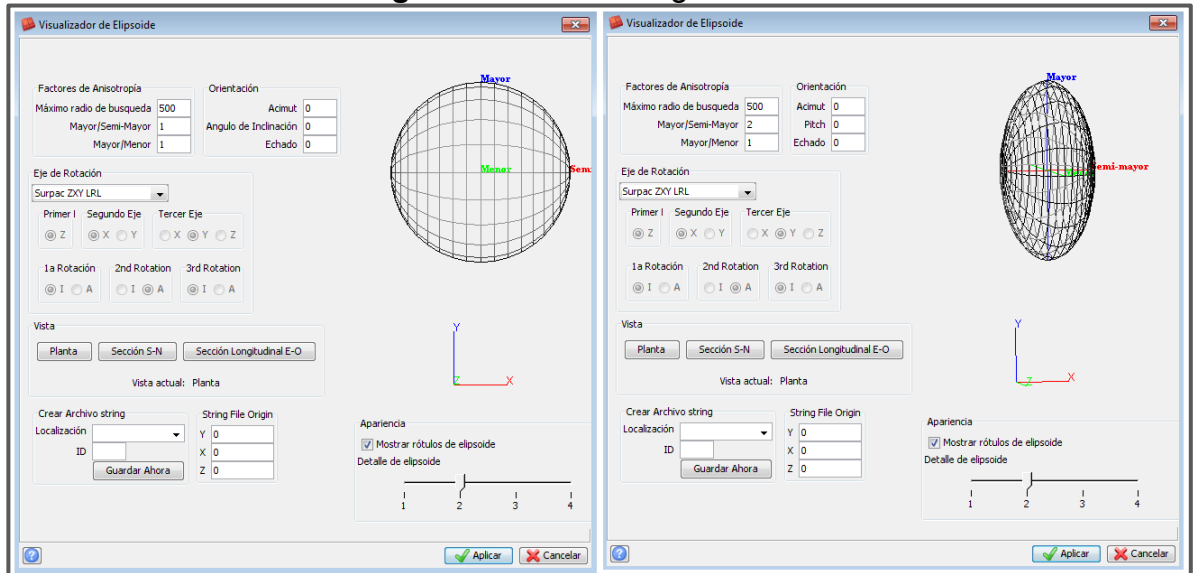 Visualizador de Elipsoide
Factores de Anisotropía
Máximo radio de busqueda 500
Mayor/Semi-Mayor 1
Mayor/Menor 1
Orientación
Acimut 0
Angulo de Inclinación 0
Echado 0
Eje de Rotación
Surpac ZXY LRL
Primer I Segundo Eje Tercer Eje
Z X Y X Y Z
1a Rotación 2nd Rotation 3rd Rotation
I A I A I A
Vista
Planta Sección S-N Sección Longitudinal E-O
Vista actual: Planta
Crear Archivo string
Localización
ID
Guardar Ahora
String File Origin
Y 0
X 0
Z 0
Mayor
Menor
Semi
Y
Z X
Apariencia
Mostrar rótulos de elipsoide
Detalle de elipsoide
1 2 3 4
Aplicar Cancelar
Visualizador de Elipsoide
Factores de Anisotropía
Máximo radio de busqueda 500
Mayor/Semi-Mayor 2
Mayor/Menor 1
Orientación
Acimut 0
Pitch 0
Echado 0
Eje de Rotación
Surpac ZXY LRL
Primer I Segundo Eje Tercer Eje
Z X Y X Y Z
1a Rotación 2nd Rotation 3rd Rotation
I A I A I A
Vista
Planta Sección S-N Sección Longitudinal E-O
Vista actual: Planta
Crear Archivo string
Localización
ID
Guardar Ahora
String File Origin
Y 0
X 0
Z 0
Mayor
emi-mayor
Y
Z X
Apariencia
Mostrar rótulos de elipsoide
Detalle de elipsoide
1 2 3 4
Aplicar Cancelar